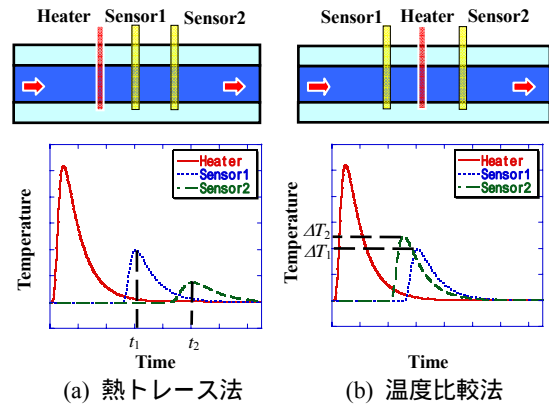 Heater Sensor1 Sensor2
Temperature
Heater
Sensor1
Sensor2
t1 t2
Time
(a) 熱トレース法
Sensor1 Heater Sensor2
Temperature
ΔT2
ΔT1
Heater
Sensor1
Sensor2
Time
(b) 温度比較法